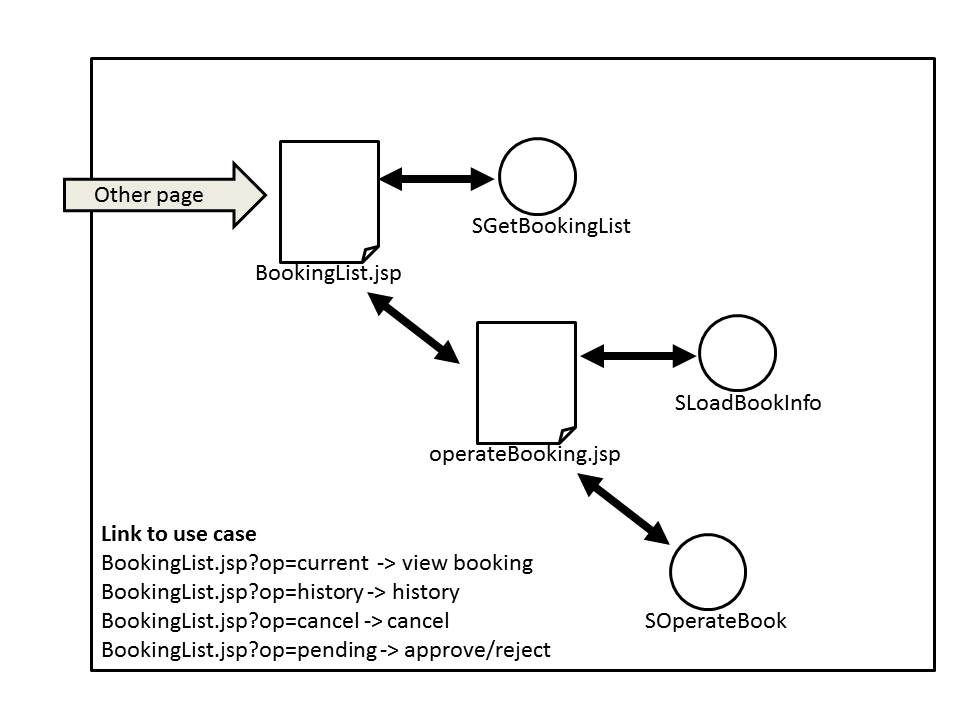 Other page
SGetBookingList
BookingList.jsp
SLoadBookInfo
operateBooking.jsp
Link to use case
BookingList.jsp?op=current -> view booking
BookingList.jsp?op=history -> history
BookingList.jsp?op=cancel -> cancel
BookingList.jsp?op=pending -> approve/reject
SOperateBook